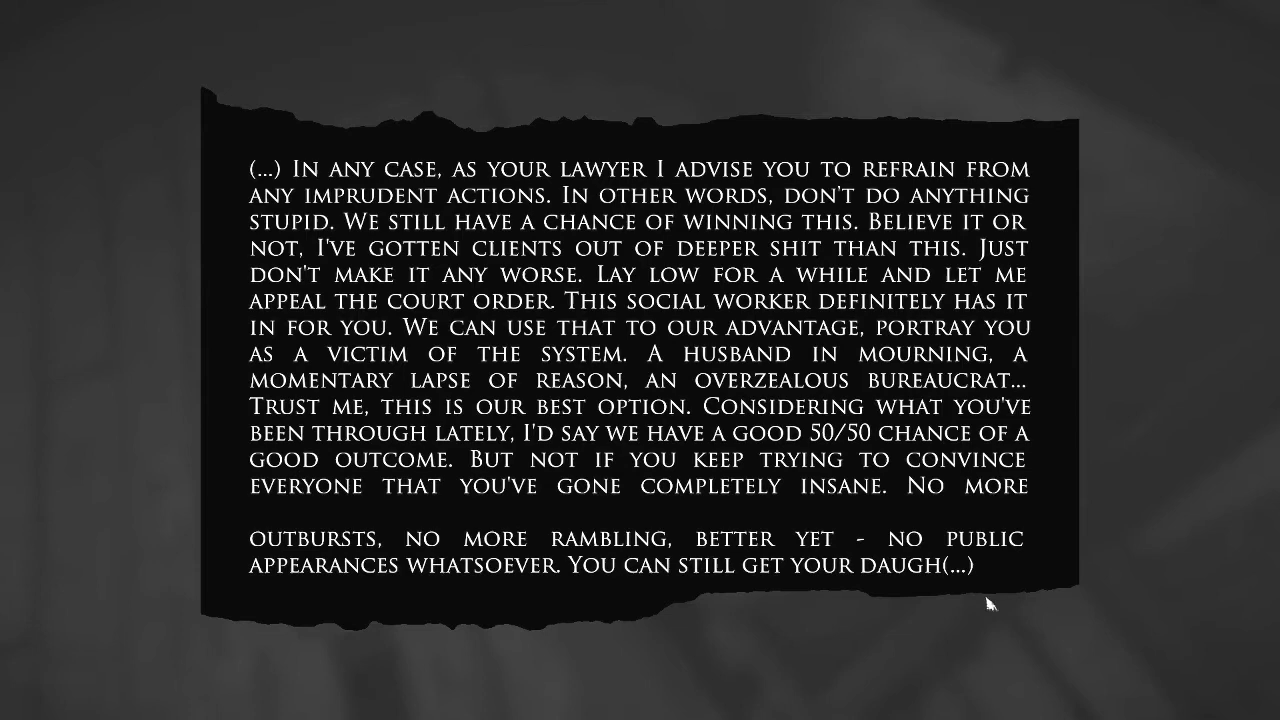 (...) In any case, as your lawyer I advise you to refrain from
any imprudent actions. In other words, don't do anything
stupid. We still have a chance of winning this. Believe it or
not, I've gotten clients out of deeper shit than this. Just
don't make it any worse. Lay low for a while and let me
appeal the court order. This social worker definitely has it
in for you. We can use that to our advantage, portray you
as a victim of the system. A husband in mourning, a
momentary lapse of reason, an overzealous bureaucrat...
Trust me, this is our best option. Considering what you've
been through lately, I'd say we have a good 50/50 chance of a
good outcome. But not if you keep trying to convince
everyone that you've gone completely insane. No more
outbursts, no more rambling, better yet - no public
appearances whatsoever. You can still get your daugh(...)